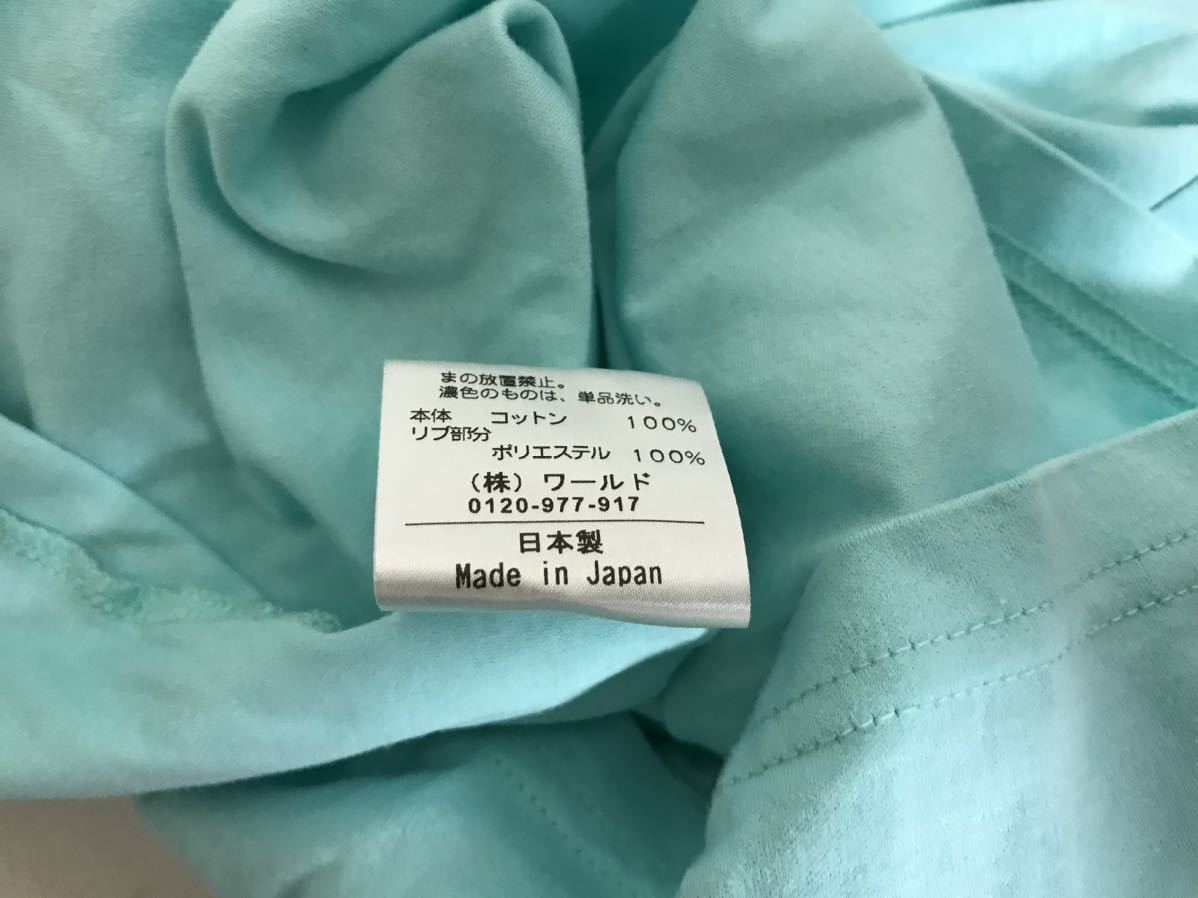 まの放置禁止。
濃色のものは、単品洗い。
本体 コットン 100%
リブ部分
ポリエステル 100%
(株) ワールド
0120-977-917
日本製
Made in Japan